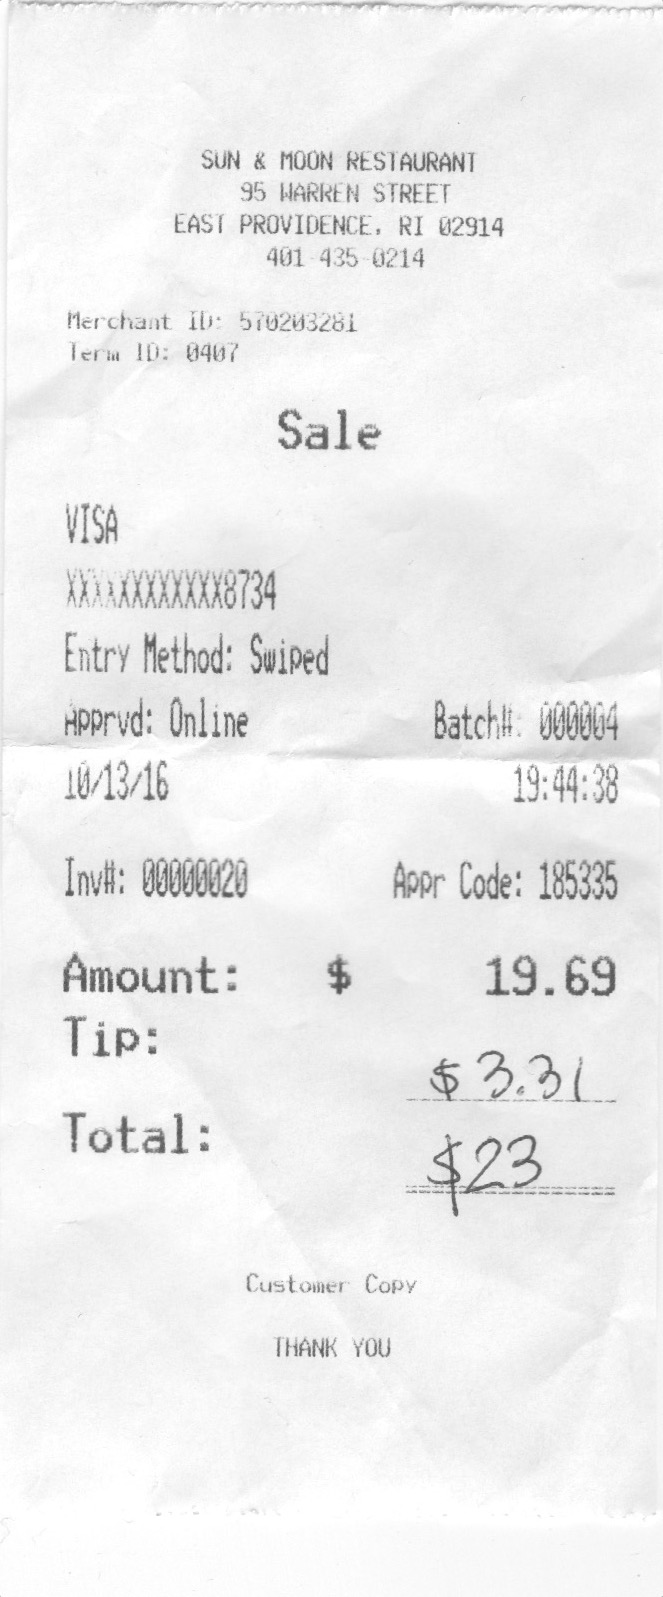 SUN & MOON RESTAURANT
95 WARREN STREET
EAST PROVIDENCE, RI 02914
401-435-0214
Merchant ID: 570203281
Term ID: 0407
Sale
VISA
XXXXXXXXXXXX8734
Entry Method: Swiped
Apprvd: Online Batch#: 000004
10/13/16 19:44:38
Inv#: 00000020 Appr Code: 185335
Amount: $ 19.69
Tip: $3.31
Total: $23
Customer Copy
THANK YOU